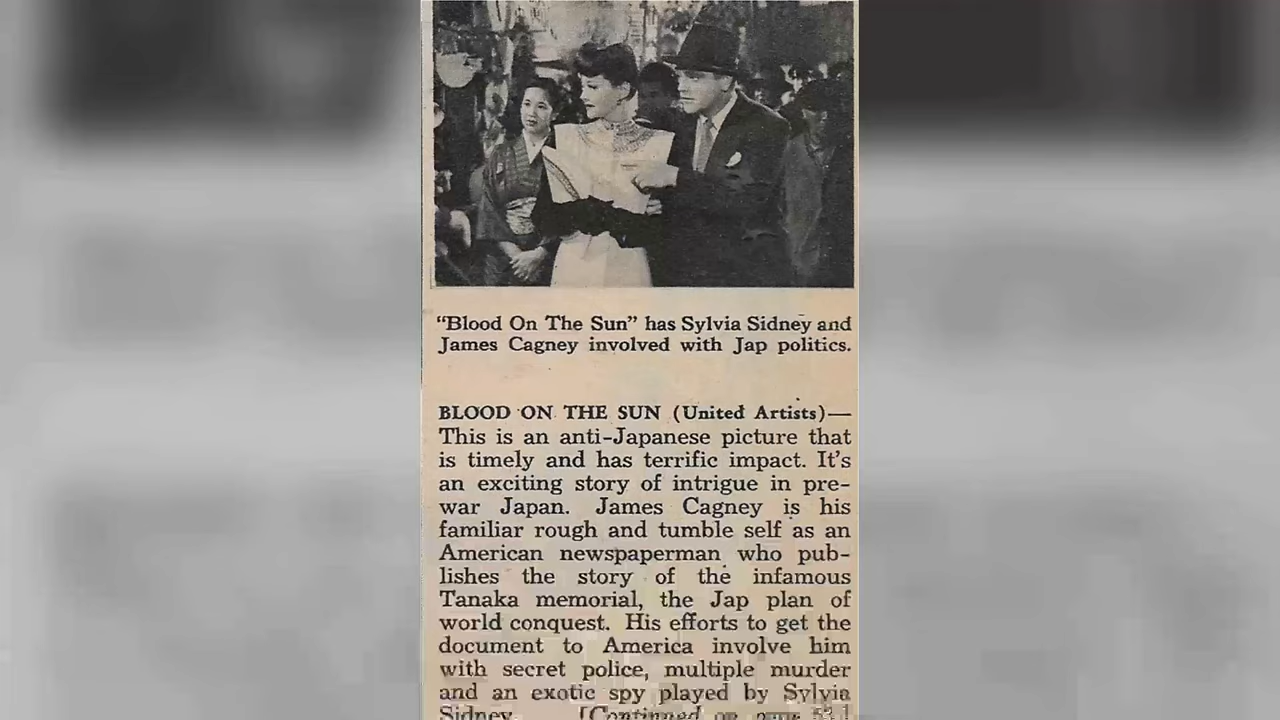 "Blood On The Sun" has Sylvia Sidney and
James Cagney involved with Jap politics.
BLOOD ON THE SUN (United Artists)—
This is an anti-Japanese picture that
is timely and has terrific impact. It's
an exciting story of intrigue in pre-
war Japan. James Cagney is his
familiar rough and tumble self as an
American newspaperman who pub-
lishes the story of the infamous
Tanaka memorial, the Jap plan of
world conquest. His efforts to get the
document to America involve him
with secret police, multiple murder
and an exotic spy played by Sylvia
Sidney. [Continued on page